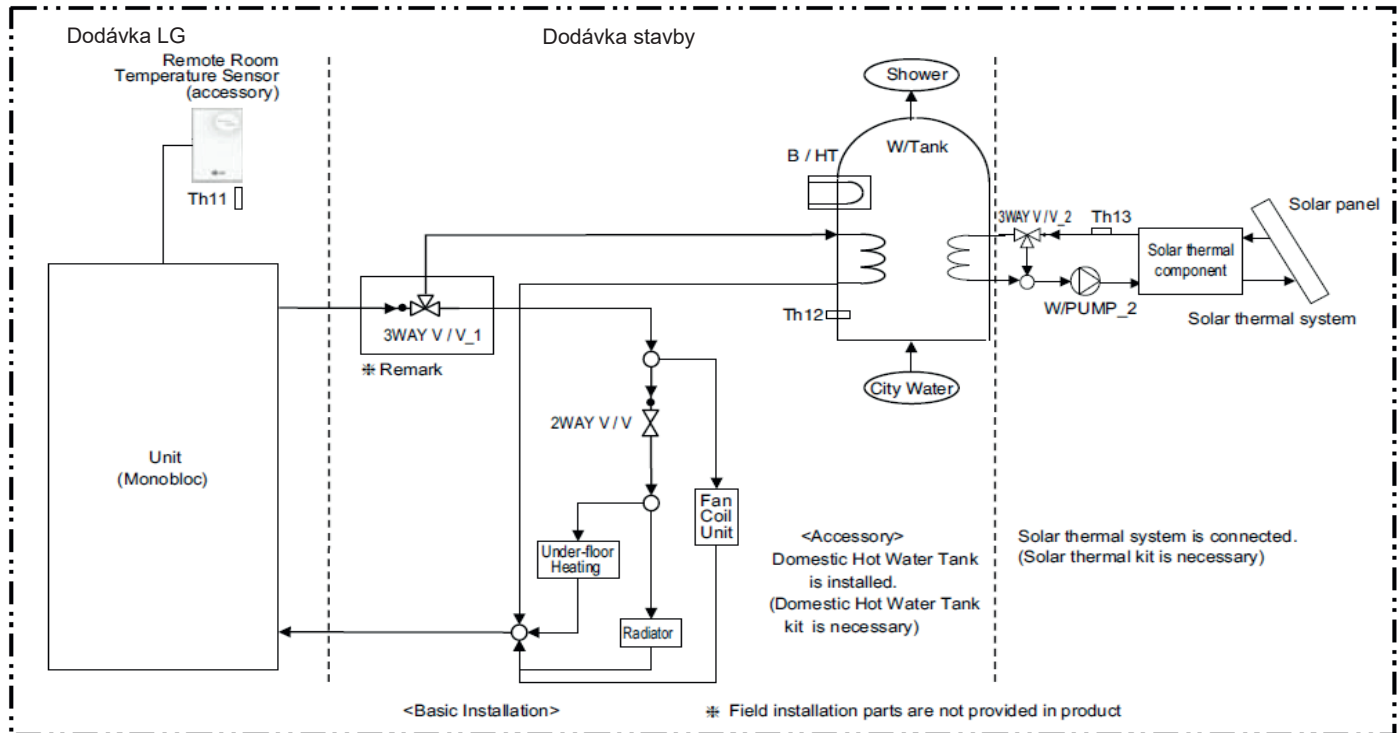 Dodávka LG
Dodávka stavby
Remote Room
Temperature Sensor
(accessory)
Th11
Shower
W/Tank
B / HT
3WAY V / V_2
Th13
Solar panel
Solar thermal
component
W/PUMP_2
Solar thermal system
3WAY V / V_1
※ Remark
Th12
City Water
2WAY V / V
Unit
(Monobloc)
Fan
Coil
Unit
Under-floor
Heating
Radiator
<Accessory>
Domestic Hot Water Tank
is installed.
(Domestic Hot Water Tank
kit is necessary)
Solar thermal system is connected.
(Solar thermal kit is necessary)
<Basic Installation>
※ Field installation parts are not provided in product